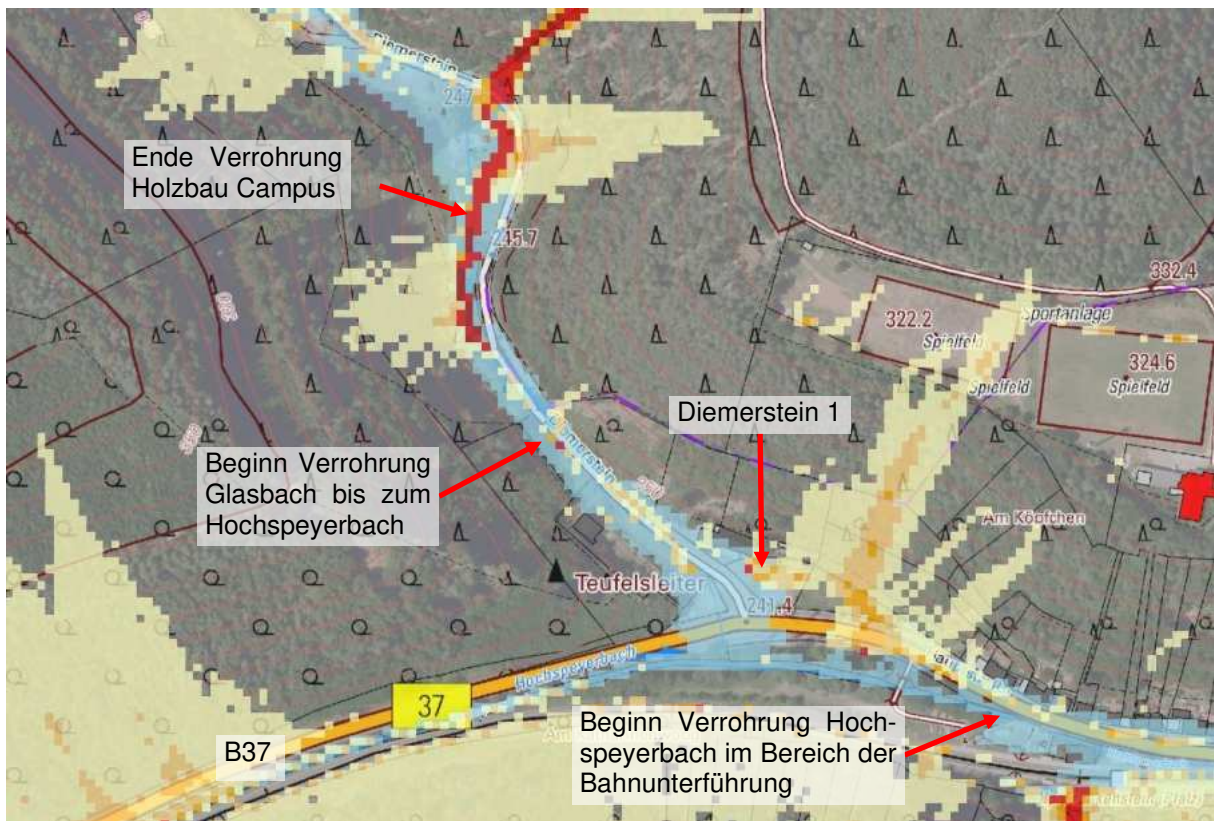 Diemerstein
247
Ende Verrohrung
Holzbau Campus
245.7
332.4
Sportanlage
322.2
Spielfeld
324.6
Spielfeld
Spielfeld
Diemerstein 1
Diemerstein
Beginn Verrohrung
Glasbach bis zum
Hochspeyerbach
250
Am Köpfchen
Teufelsleiter
241.4
Hochspeyerbach
37
B37
Beginn Verrohrung Hoch-
speyerbach im Bereich der
Bahnunterführung